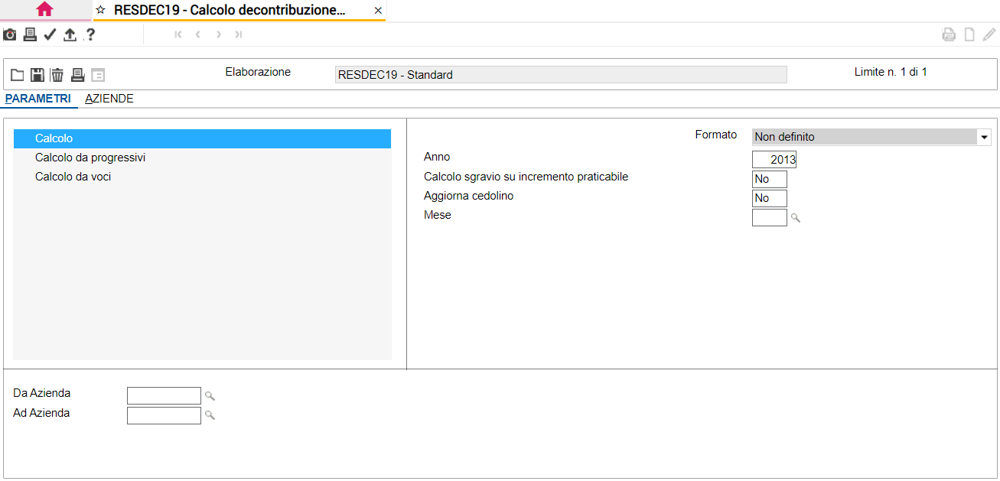 RESDEC19 - Calcolo decontribuzione...
?
Elaborazione RESDEC19 - Standard Limite n. 1 di 1
PARAMETRI AZIENDE
Calcolo
Calcolo da progressivi
Calcolo da voci
Formato Non definito
Anno 2013
Calcolo sgravio su incremento praticabile No
Aggiorna cedolino No
Mese
Da Azienda
Ad Azienda